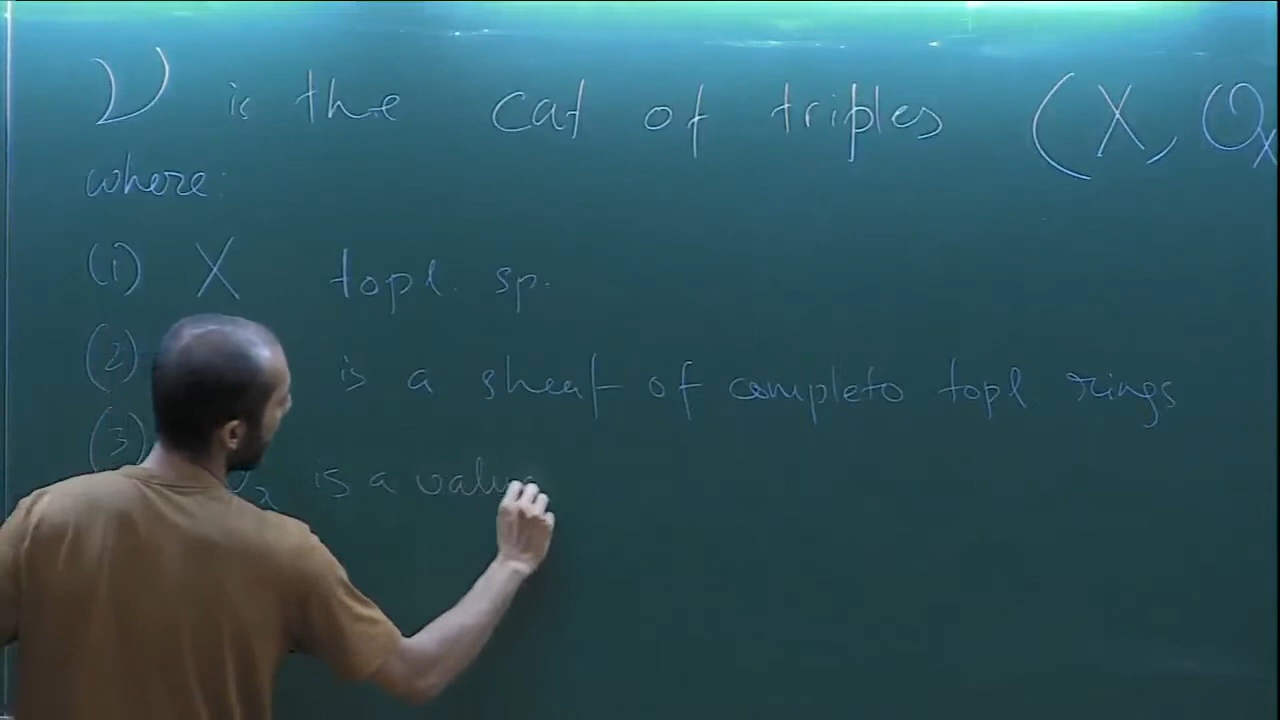 V is the cat of triples (X, O_X
where:
(1) X topl. sp.
(2) is a sheaf of complete topl rings
(3) v_x is a valu